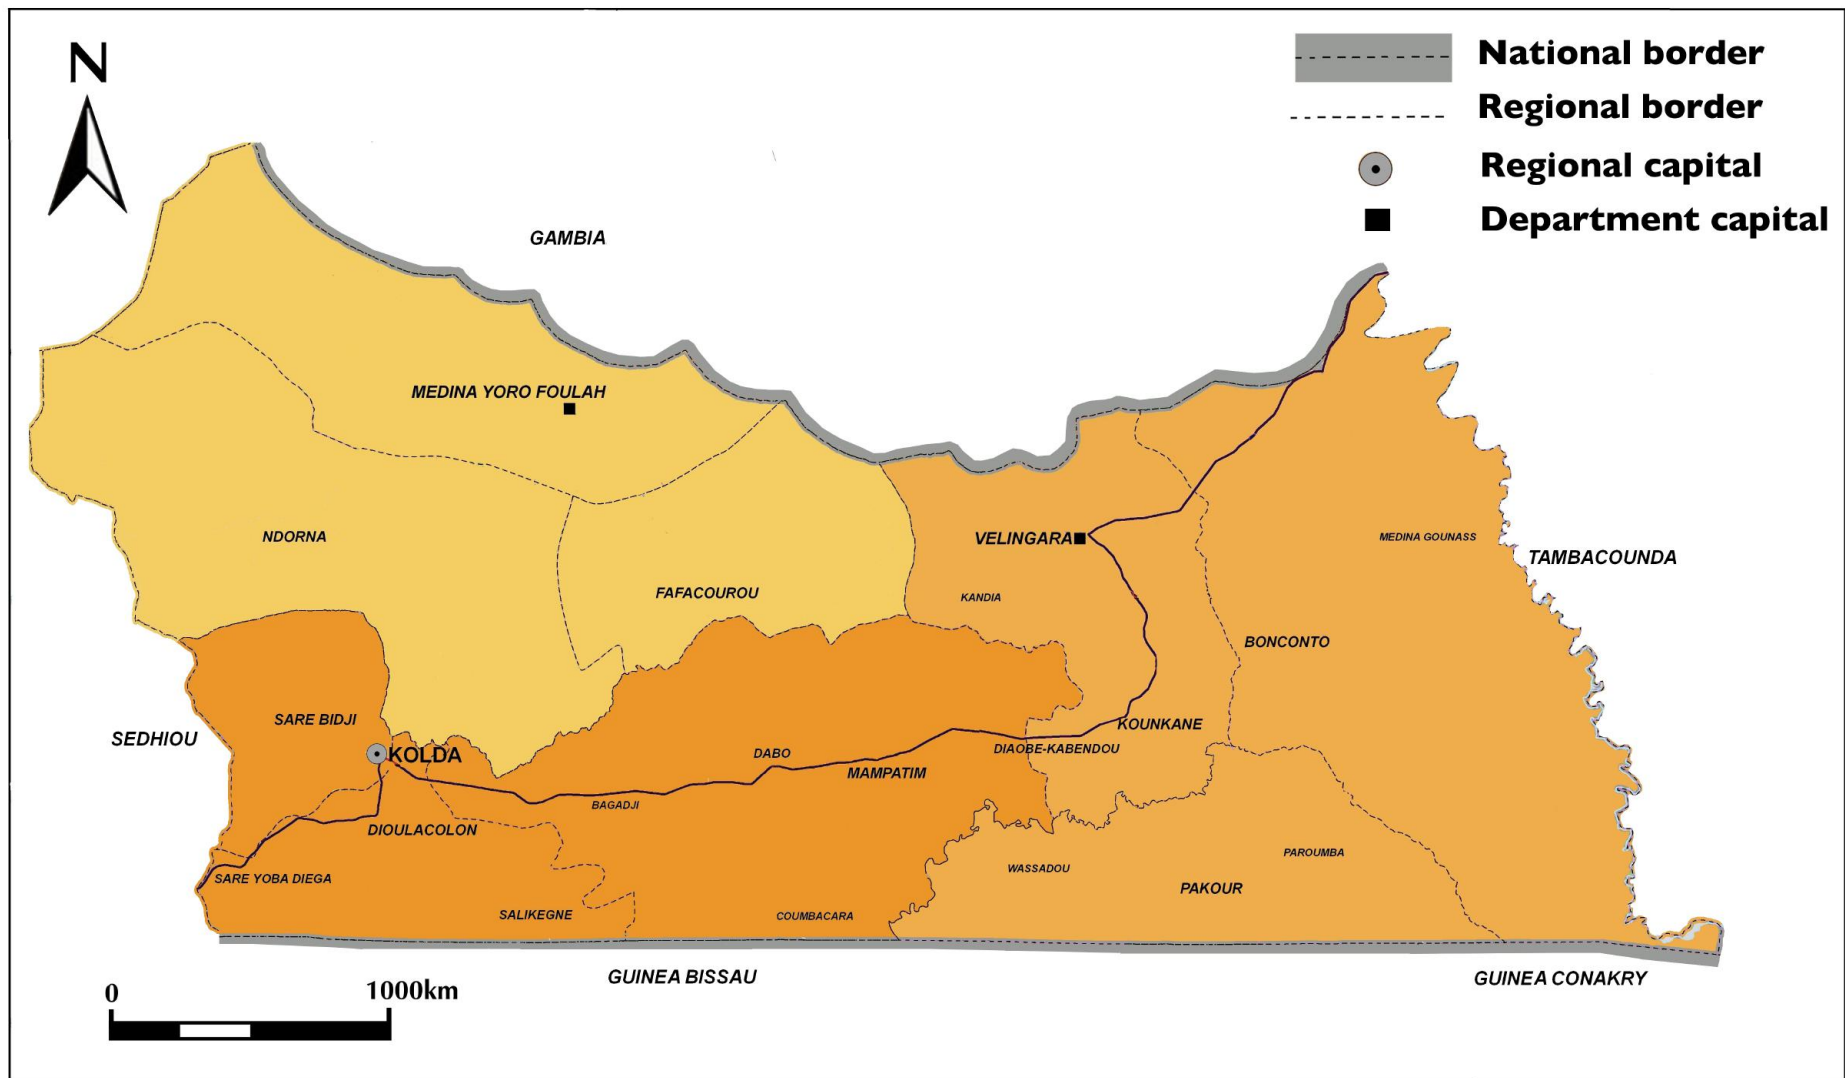 N
National border
Regional border
Regional capital
Department capital
GAMBIA
MEDINA YORO FOULAH
NDORNA
VELINGARA
MEDINA GOUNASS
TAMBACOUNDA
FAFACOUROU
KANDIA
BONCONTO
SARE BIDJI
SEDHIOU
KOUNKANE
KOLDA
DABO
DIAOBE-KABENDOU
MAMPATIM
BAGADJI
DIOULACOLON
PAROUMBA
WASSADOU
SARE YOBA DIEGA
PAKOUR
SALIKEGNE
COUMBACARA
GUINEA BISSAU
GUINEA CONAKRY
0
1000km